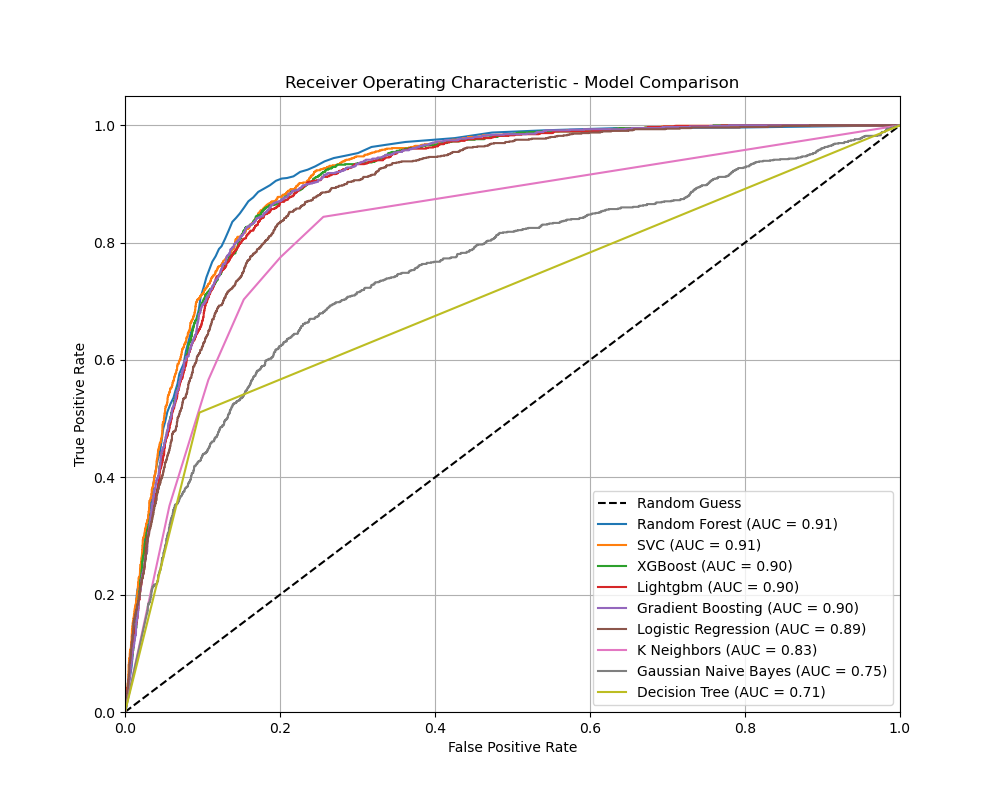 Receiver Operating Characteristic - Model Comparison
True Positive Rate
1.0
0.8
0.6
0.4
0.2
0.0
Random Guess
Random Forest (AUC = 0.91)
SVC (AUC = 0.91)
XGBoost (AUC = 0.90)
Lightgbm (AUC = 0.90)
Gradient Boosting (AUC = 0.90)
Logistic Regression (AUC = 0.89)
K Neighbors (AUC = 0.83)
Gaussian Naive Bayes (AUC = 0.75)
Decision Tree (AUC = 0.71)
0.0 0.2 0.4 0.6 0.8 1.0
False Positive Rate